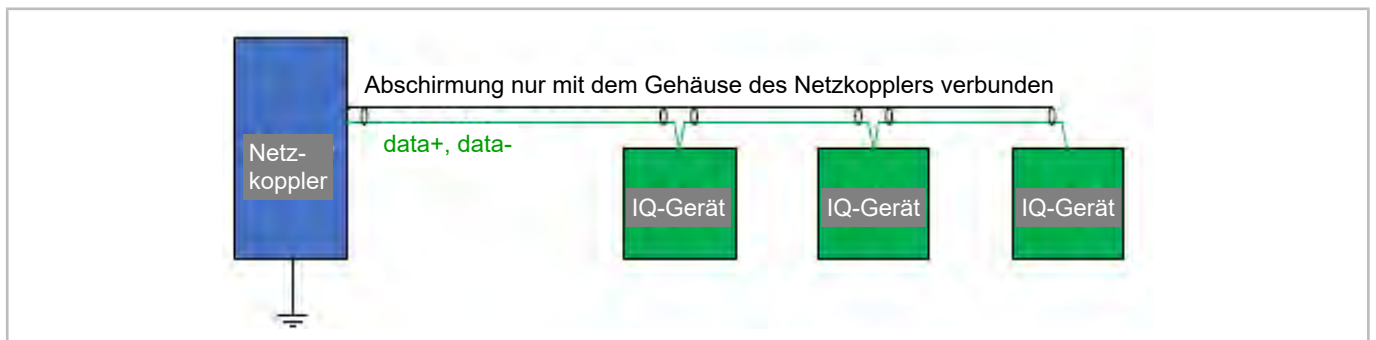 Abschirmung nur mit dem Gehäuse des Netzkopplers verbunden
data+, data-
Netz-
koppler
IQ-Gerät
IQ-Gerät
IQ-Gerät